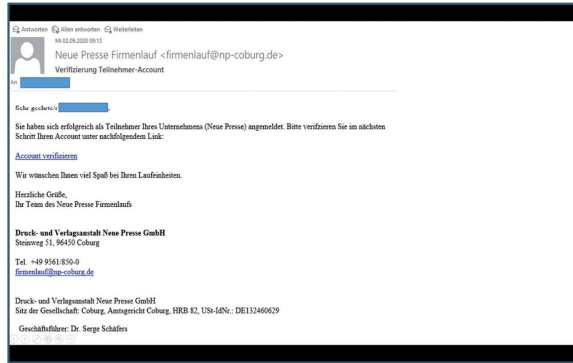 Antworten Allen antworten Weiterleiten
Mi 02.09.2020 09:13
Neue Presse Firmenlauf <firmenlauf@np-coburg.de>
Verifizierung Teilnehmer-Account
An
Sehr geehrte/r ,
Sie haben sich erfolgreich als Teilnehmer Ihres Unternehmens (Neue Presse) angemeldet. Bitte verifizieren Sie im nächsten
Schritt Ihren Account unter nachfolgendem Link:
Account verifizieren
Wir wünschen Ihnen viel Spaß bei Ihren Laufeinheiten.
Herzliche Grüße,
Ihr Team des Neue Presse Firmenlaufs
Druck- und Verlagsanstalt Neue Presse GmbH
Steinweg 51, 96450 Coburg
Tel. +49 9561/850-0
firmenlauf@np-coburg.de
Druck- und Verlagsanstalt Neue Presse GmbH
Sitz der Gesellschaft: Coburg, Amtsgericht Coburg, HRB 82, USt-IdNr.: DE132460629
Geschäftsführer: Dr. Serge Schäfers